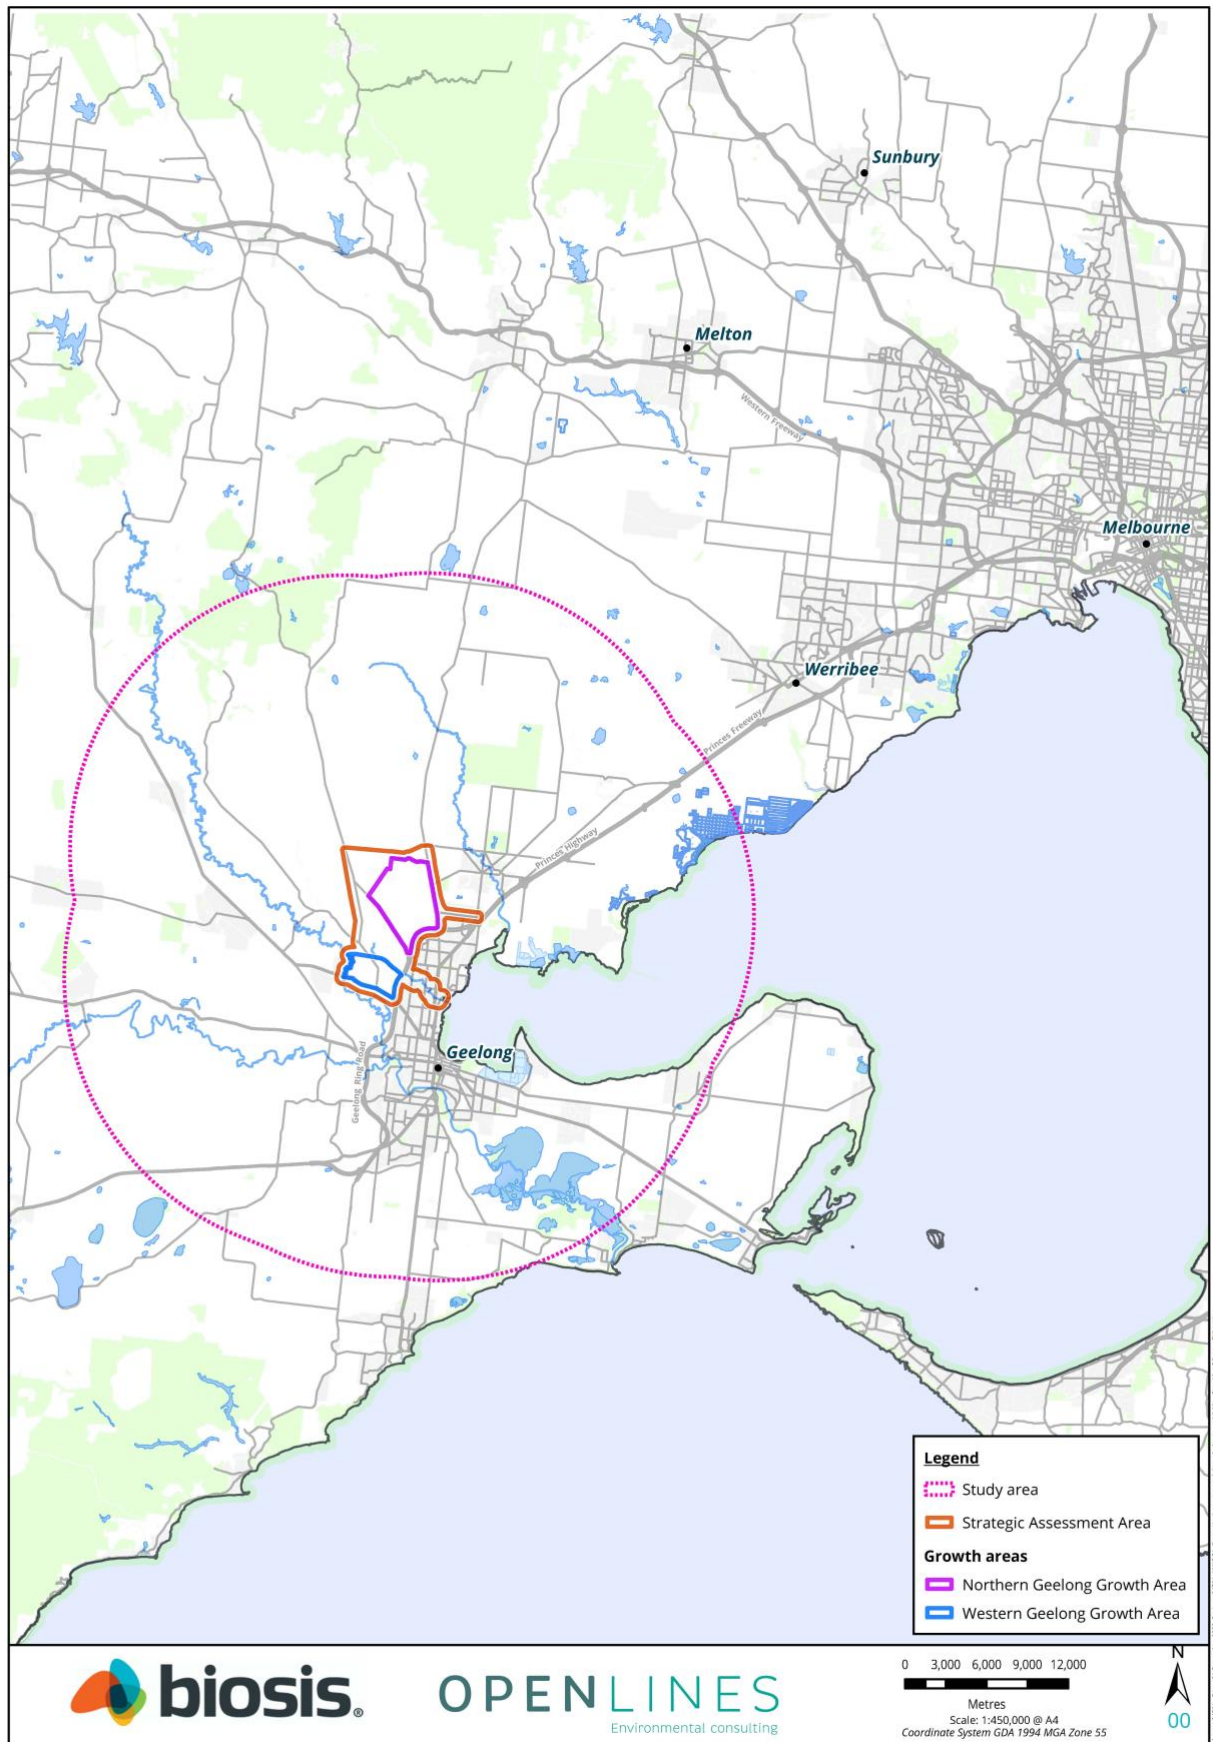 Sunbury
Melton
Western Freeway
Melbourne
Werribee
Princes Freeway
Princes Highway
Geelong
Geelong Ring Road
Legend
Study area
Strategic Assessment Area
Growth areas
Northern Geelong Growth Area
Western Geelong Growth Area
biosis®
OPENLINES
Environmental consulting
0 3,000 6,000 9,000 12,000
Metres
Scale: 1:450,000 @ A4
Coordinate System GDA 1994 MGA Zone 55
N
00